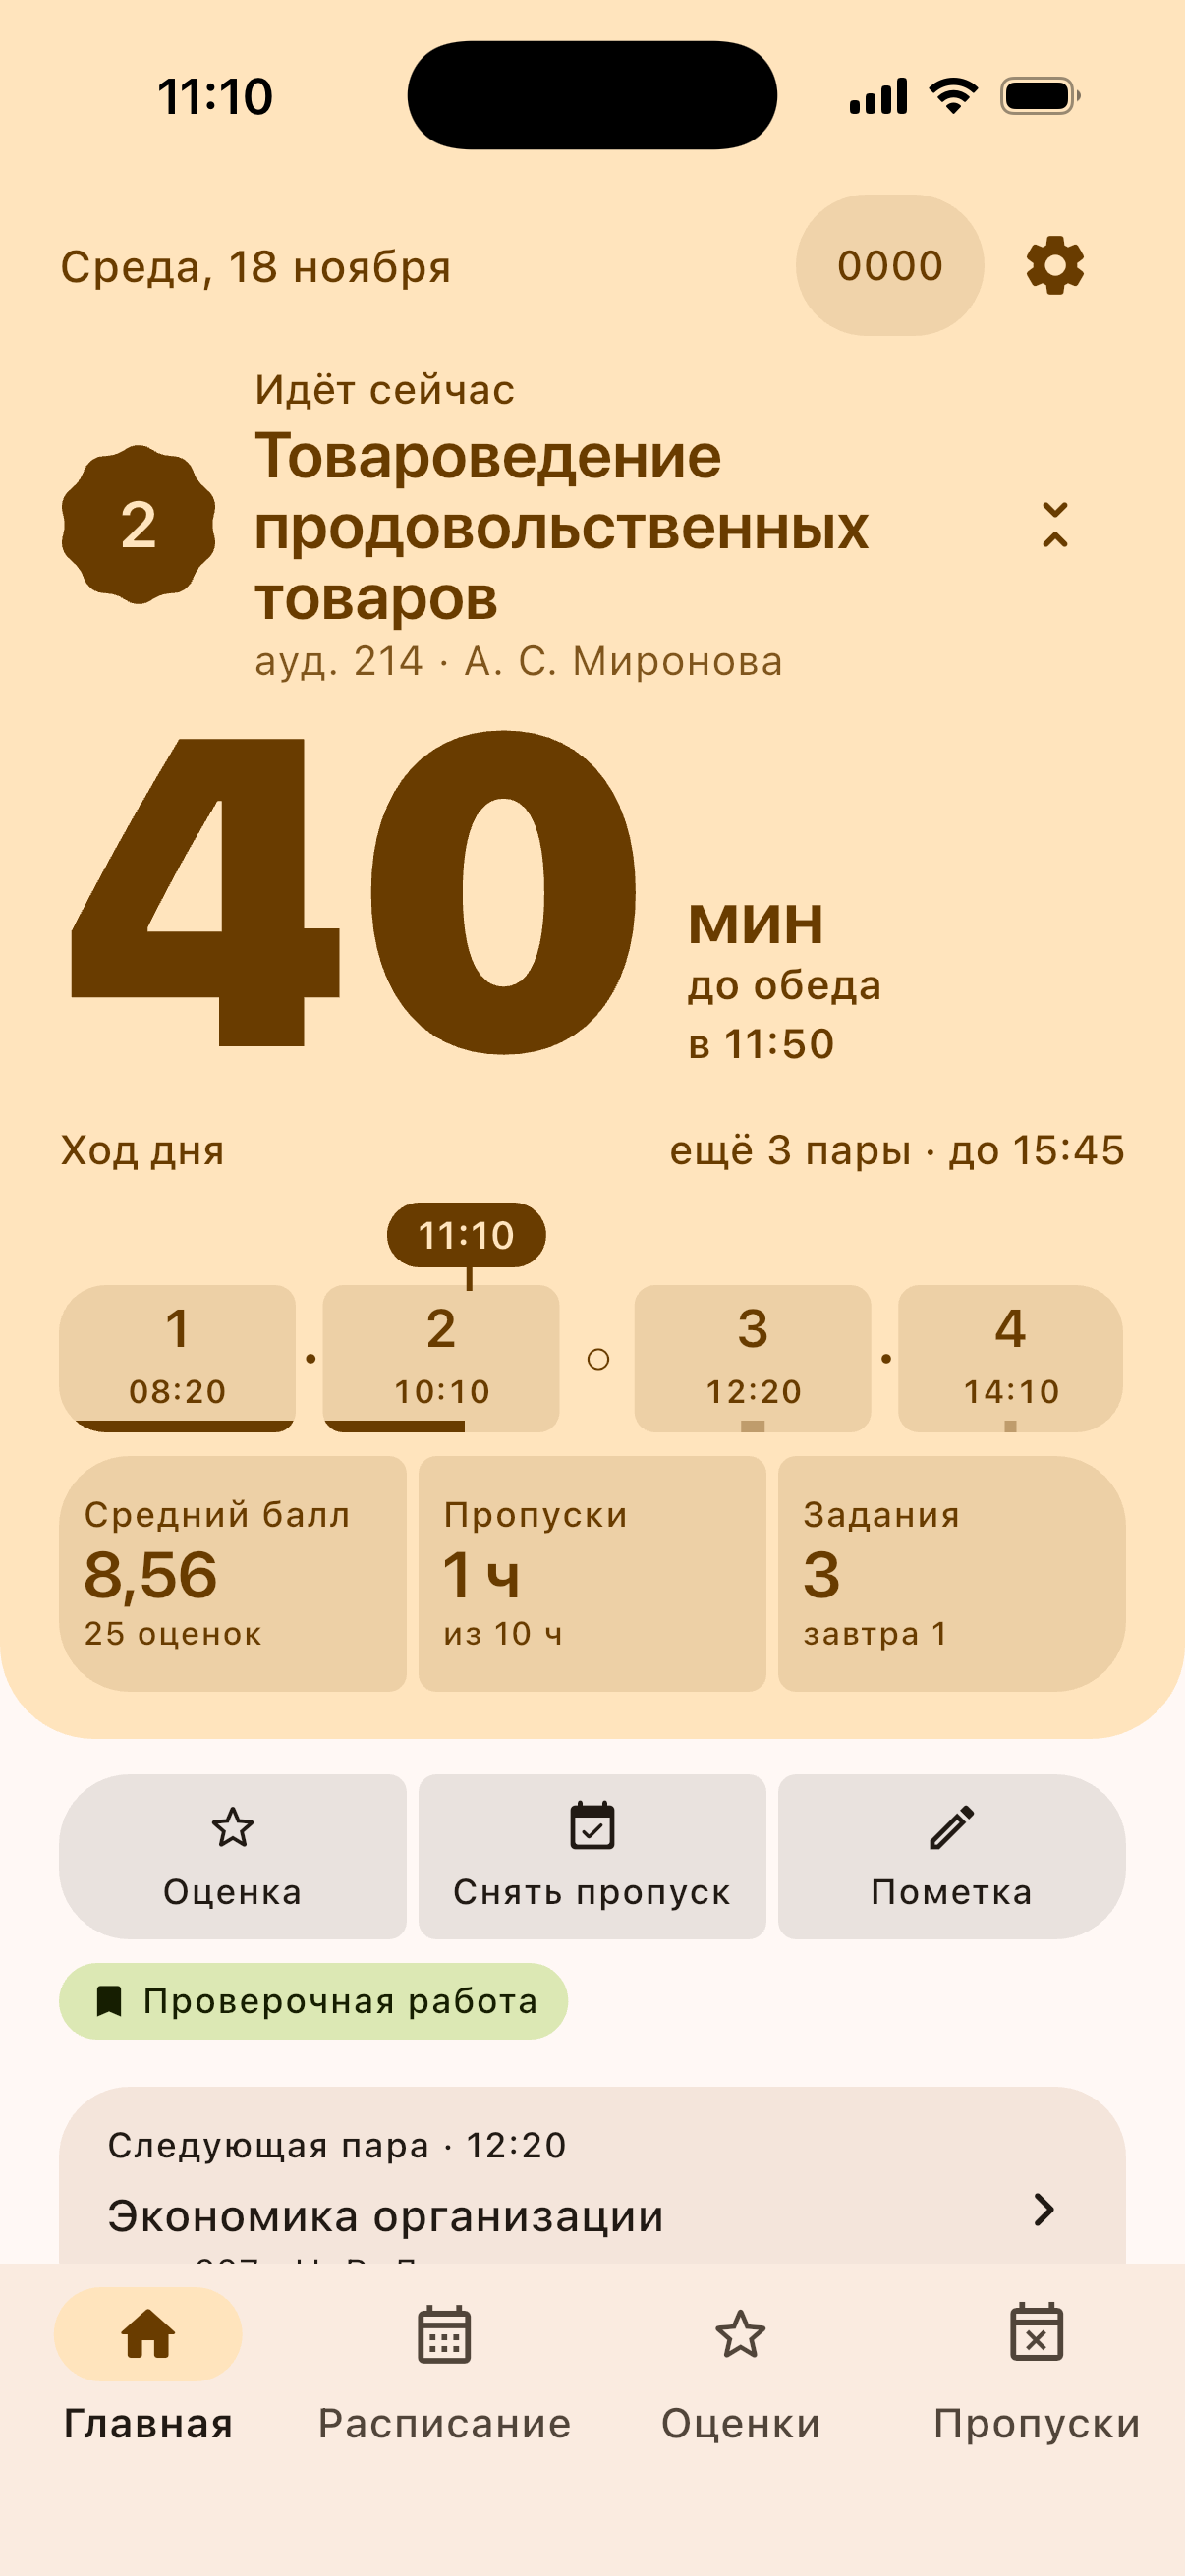 11:10
Среда, 18 ноября
0000
Идёт сейчас
2
Товароведение
продовольственных
товаров
ауд. 214 · А. С. Миронова
40
мин
до обеда
в 11:50
Ход дня
ещё 3 пары · до 15:45
11:10
1
08:20
2
10:10
3
12:20
4
14:10
Средний балл
8,56
25 оценок
Пропуски
1 ч
из 10 ч
Задания
3
завтра 1
Оценка
Снять пропуск
Пометка
Проверочная работа
Следующая пара · 12:20
Экономика организации
Главная
Расписание
Оценки
Пропуски